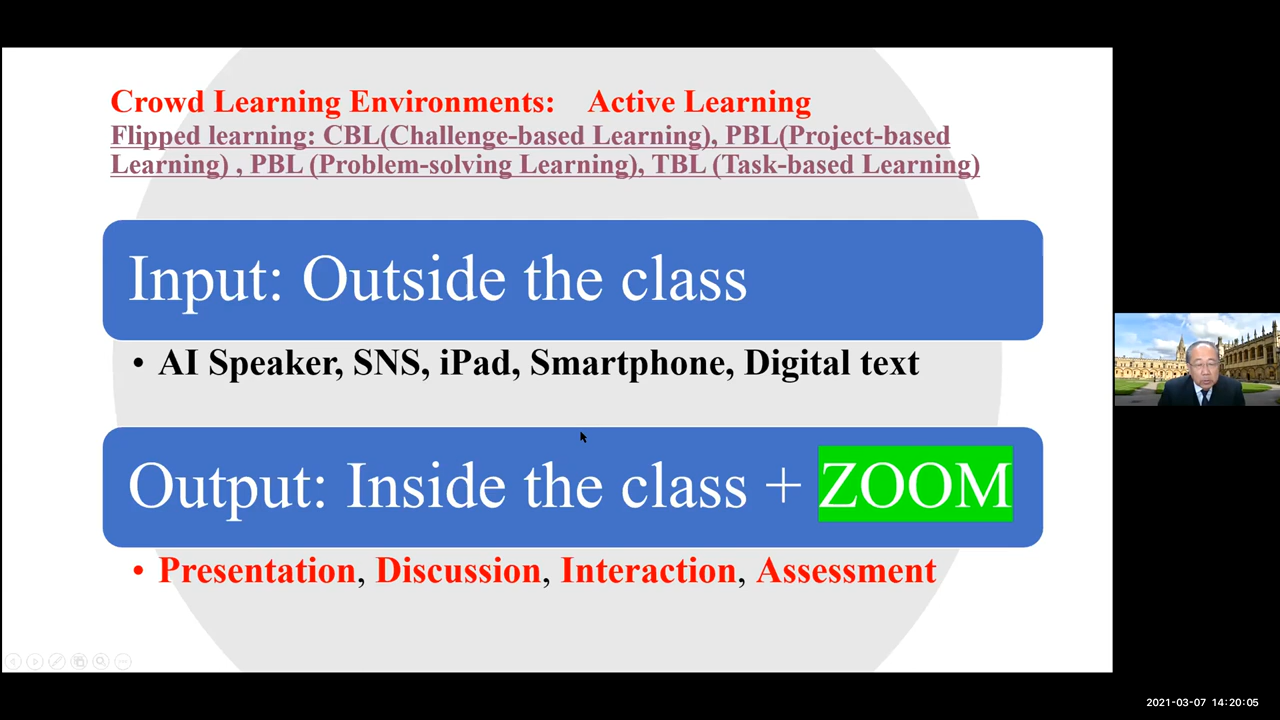 Crowd Learning Environments: Active Learning
Flipped learning: CBL(Challenge-based Learning), PBL(Project-based
Learning) , PBL (Problem-solving Learning), TBL (Task-based Learning)
Input: Outside the class
• AI Speaker, SNS, iPad, Smartphone, Digital text
Output: Inside the class + ZOOM
• Presentation, Discussion, Interaction, Assessment
2021-03-07 14:20:05